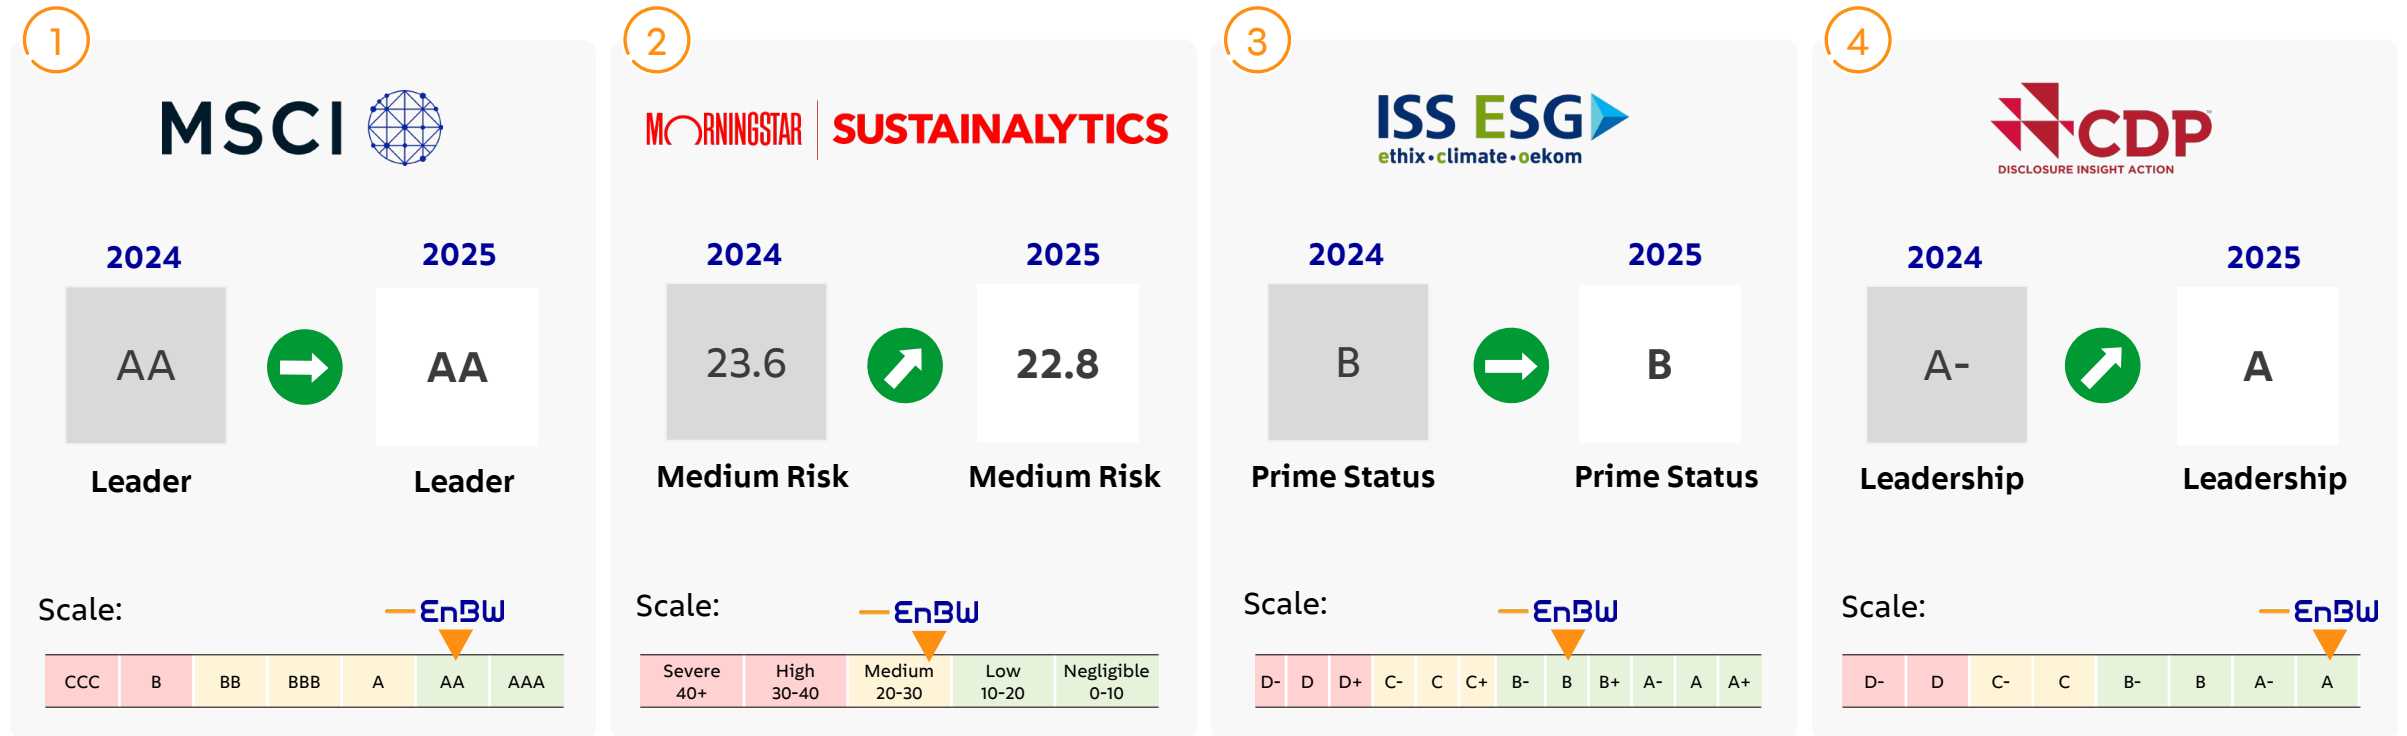 1
MSCI
2024
2025
AA
AA
Leader
Leader
Scale:
EnBW
CCC B BB BBB A AA AAA
2
MORNINGSTAR | SUSTAINALYTICS
2024
2025
23.6
22.8
Medium Risk
Medium Risk
Scale:
EnBW
Severe High Medium Low Negligible
40+ 30-40 20-30 10-20 0-10
3
ISS ESG
ethix·climate·oekom
2024
2025
B
B
Prime Status
Prime Status
Scale:
EnBW
D- D D+ C- C C+ B- B B+ A- A A+
4
CDP
DISCLOSURE INSIGHT ACTION
2024
2025
A-
A
Leadership
Leadership
Scale:
EnBW
D- D C- C B- B A- A